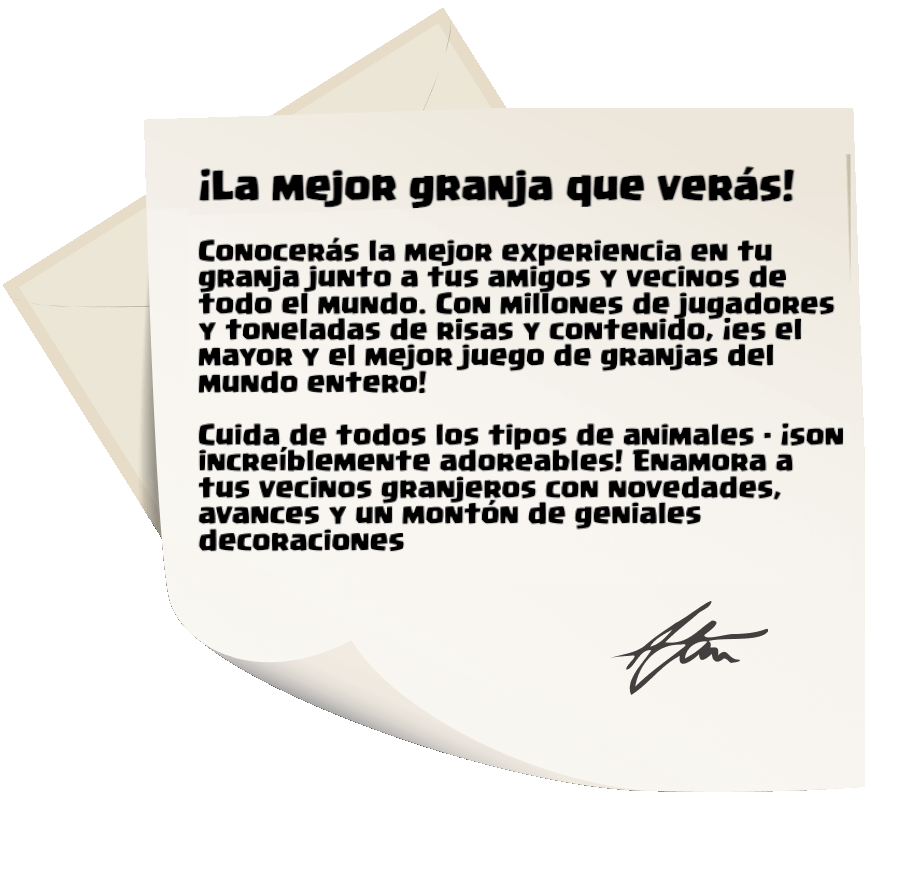 ¡La mejor granja que verás!
Conocerás la mejor experiencia en tu
granja junto a tus amigos y vecinos de
todo el mundo. Con millones de jugadores
y toneladas de risas y contenido, ¡es el
mayor y el mejor juego de granjas del
mundo entero!
Cuida de todos los tipos de animales - ¡son
increíblemente adoreables! Enamora a
tus vecinos granjeros con novedades,
avances y un montón de geniales
decoraciones